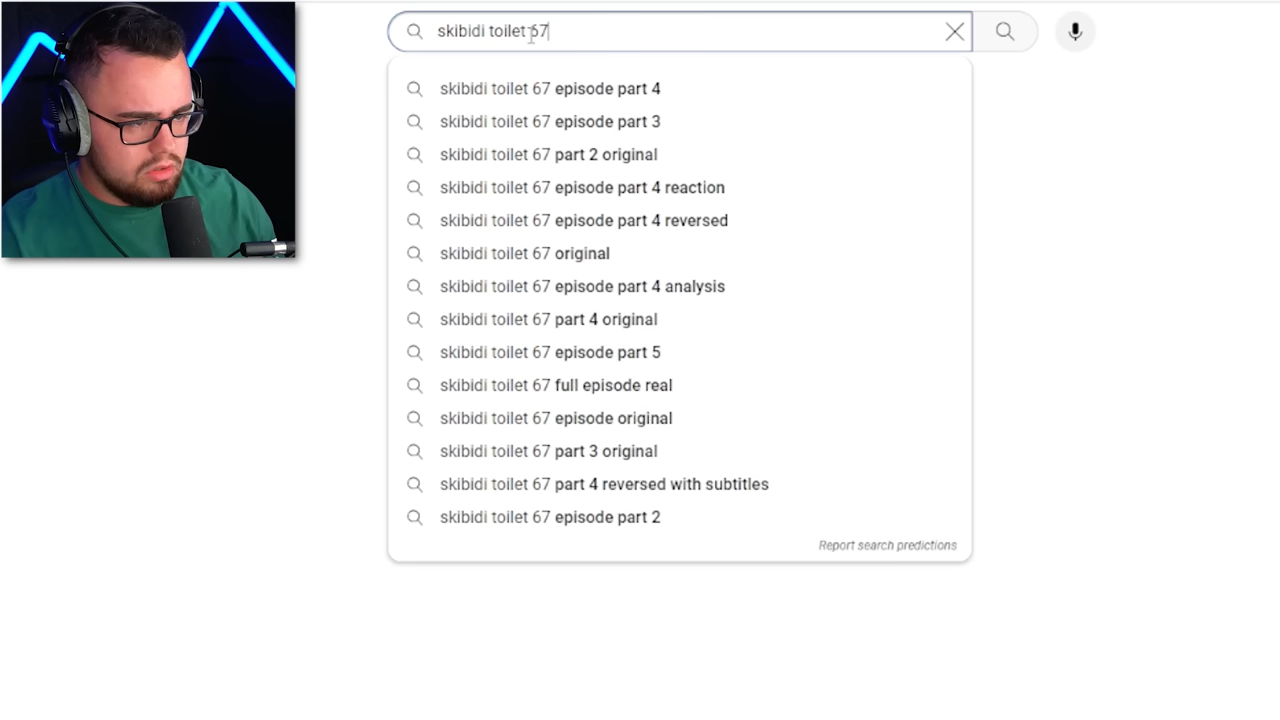 skibidi toilet 67
skibidi toilet 67 episode part 4
skibidi toilet 67 episode part 3
skibidi toilet 67 part 2 original
skibidi toilet 67 episode part 4 reaction
skibidi toilet 67 episode part 4 reversed
skibidi toilet 67 original
skibidi toilet 67 episode part 4 analysis
skibidi toilet 67 part 4 original
skibidi toilet 67 episode part 5
skibidi toilet 67 full episode real
skibidi toilet 67 episode original
skibidi toilet 67 part 3 original
skibidi toilet 67 part 4 reversed with subtitles
skibidi toilet 67 episode part 2
Report search predictions